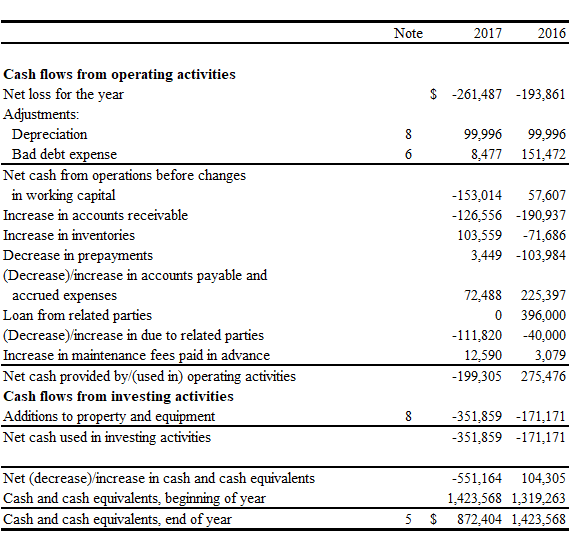 Note 2017 2016
Cash flows from operating activities
Net loss for the year $ -261,487 -193,861
Adjustments:
Depreciation 8 99,996 99,996
Bad debt expense 6 8,477 151,472
Net cash from operations before changes
in working capital -153,014 57,607
Increase in accounts receivable -126,556 -190,937
Increase in inventories 103,559 -71,686
Decrease in prepayments 3,449 -103,984
(Decrease)/increase in accounts payable and
accrued expenses 72,488 225,397
Loan from related parties 0 396,000
(Decrease)/increase in due to related parties -111,820 -40,000
Increase in maintenance fees paid in advance 12,590 3,079
Net cash provided by/(used in) operating activities -199,305 275,476
Cash flows from investing activities
Additions to property and equipment 8 -351,859 -171,171
Net cash used in investing activities -351,859 -171,171
Net (decrease)/increase in cash and cash equivalents -551,164 104,305
Cash and cash equivalents, beginning of year 1,423,568 1,319,263
Cash and cash equivalents, end of year 5 $ 872,404 1,423,568